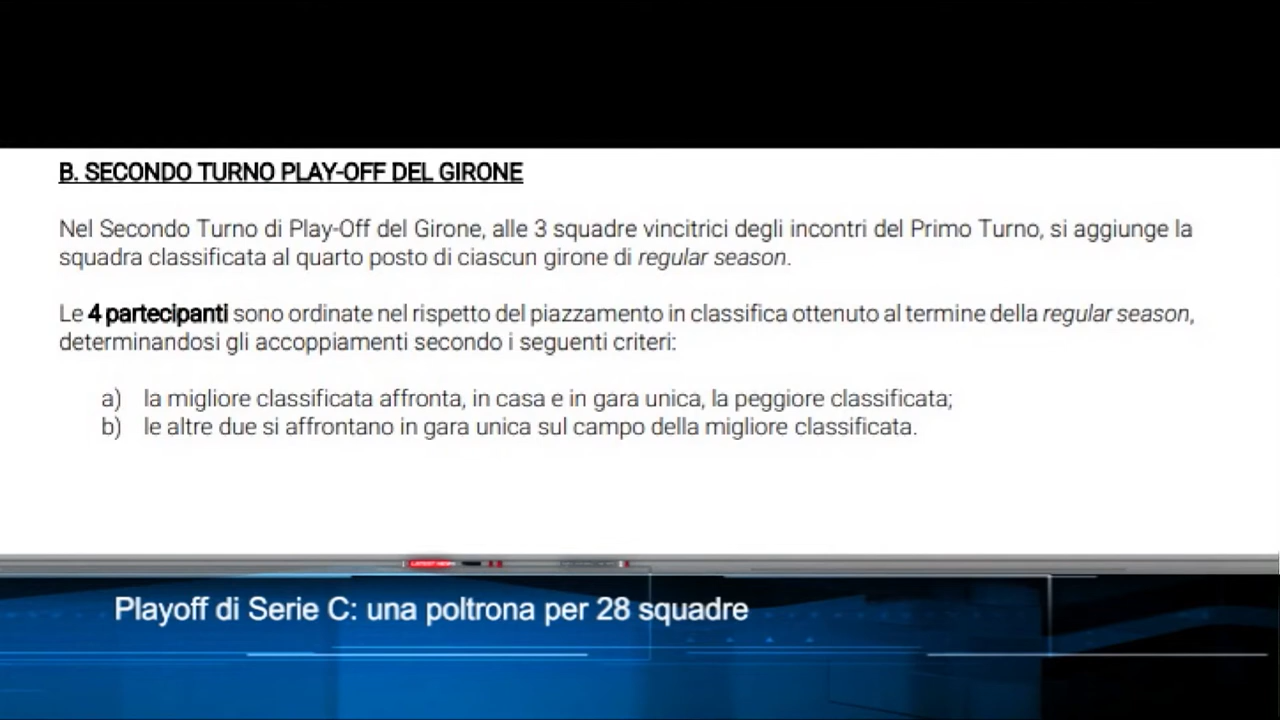 B. SECONDO TURNO PLAY-OFF DEL GIRONE
Nel Secondo Turno di Play-Off del Girone, alle 3 squadre vincitrici degli incontri del Primo Turno, si aggiunge la
squadra classificata al quarto posto di ciascun girone di regular season.
Le 4 partecipanti sono ordinate nel rispetto del piazzamento in classifica ottenuto al termine della regular season,
determinandosi gli accoppiamenti secondo i seguenti criteri:
a) la migliore classificata affronta, in casa e in gara unica, la peggiore classificata;
b) le altre due si affrontano in gara unica sul campo della migliore classificata.
LATEST NEWS
Playoff di Serie C: una poltrona per 28 squadre